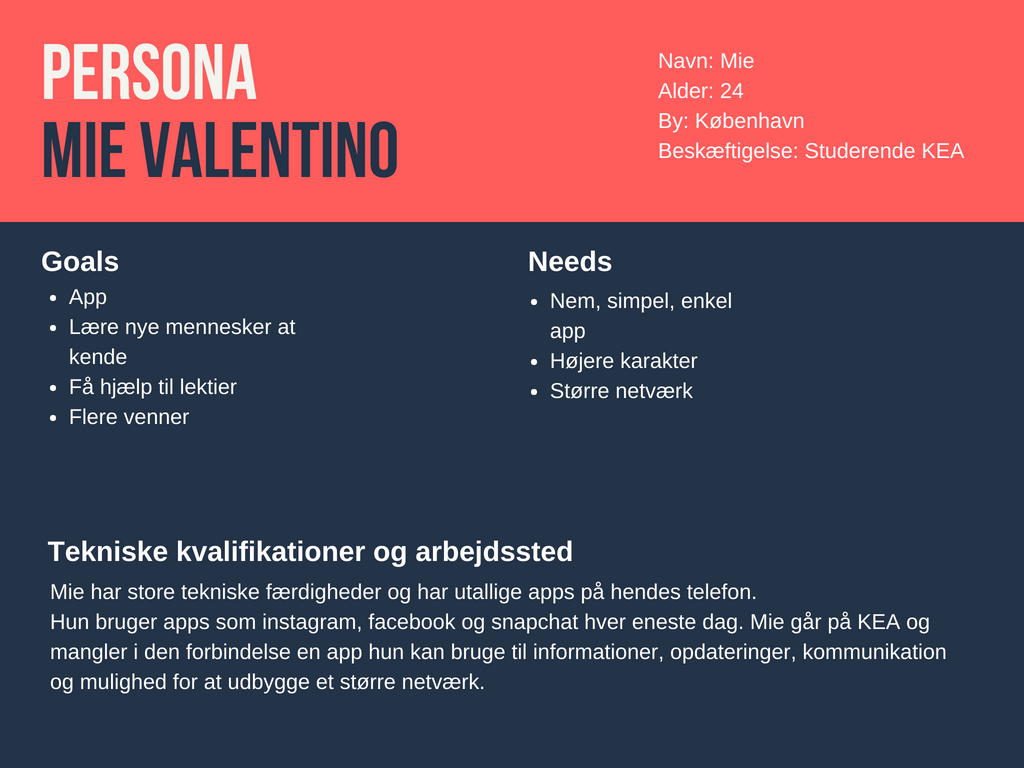 PERSONA
MIE VALENTINO
Navn: Mie
Alder: 24
By: København
Beskæftigelse: Studerende KEA
Goals
• App
• Lære nye mennesker at
kende
• Få hjælp til lektier
• Flere venner
Needs
• Nem, simpel, enkel
app
• Højere karakter
• Større netværk
Tekniske kvalifikationer og arbejdssted
Mie har store tekniske færdigheder og har utallige apps på hendes telefon.
Hun bruger apps som instagram, facebook og snapchat hver eneste dag. Mie går på KEA og
mangler i den forbindelse en app hun kan bruge til informationer, opdateringer, kommunikation
og mulighed for at udbygge et større netværk.